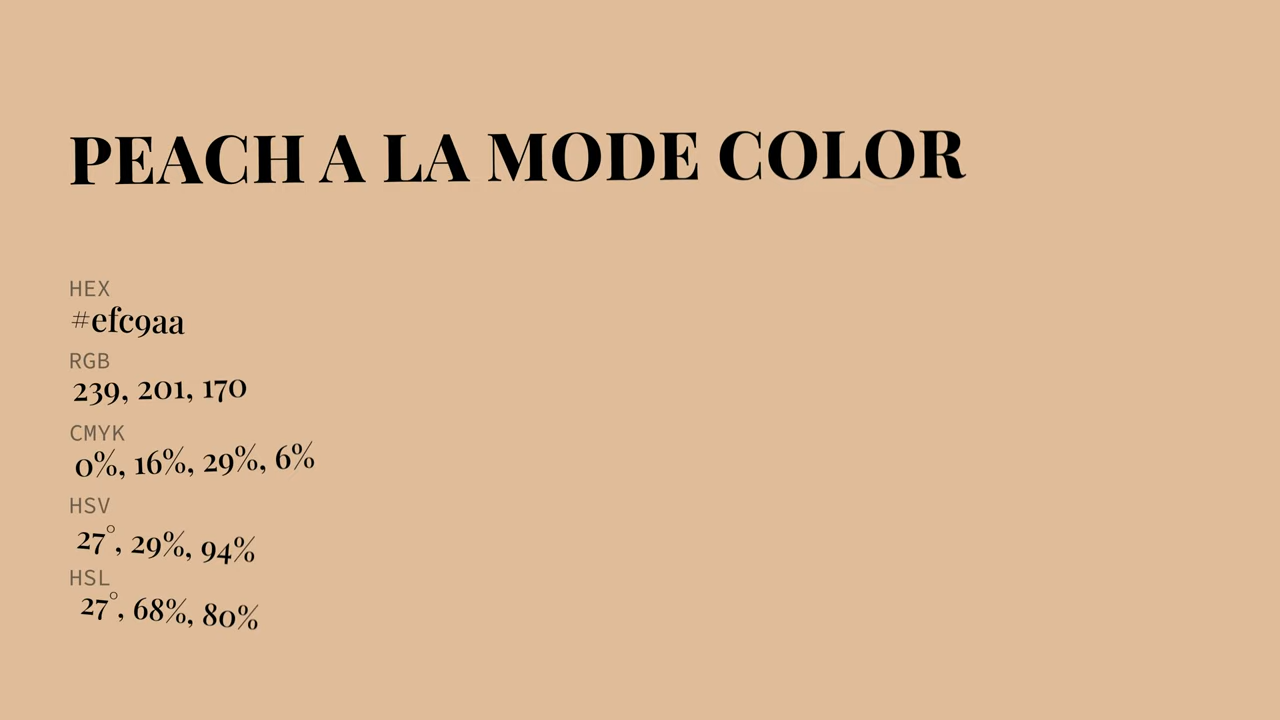 PEACH A LA MODE COLOR
HEX
#efc9aa
RGB
239, 201, 170
CMYK
0%, 16%, 29%, 6%
HSV
27°, 29%, 94%
HSL
27°, 68%, 80%